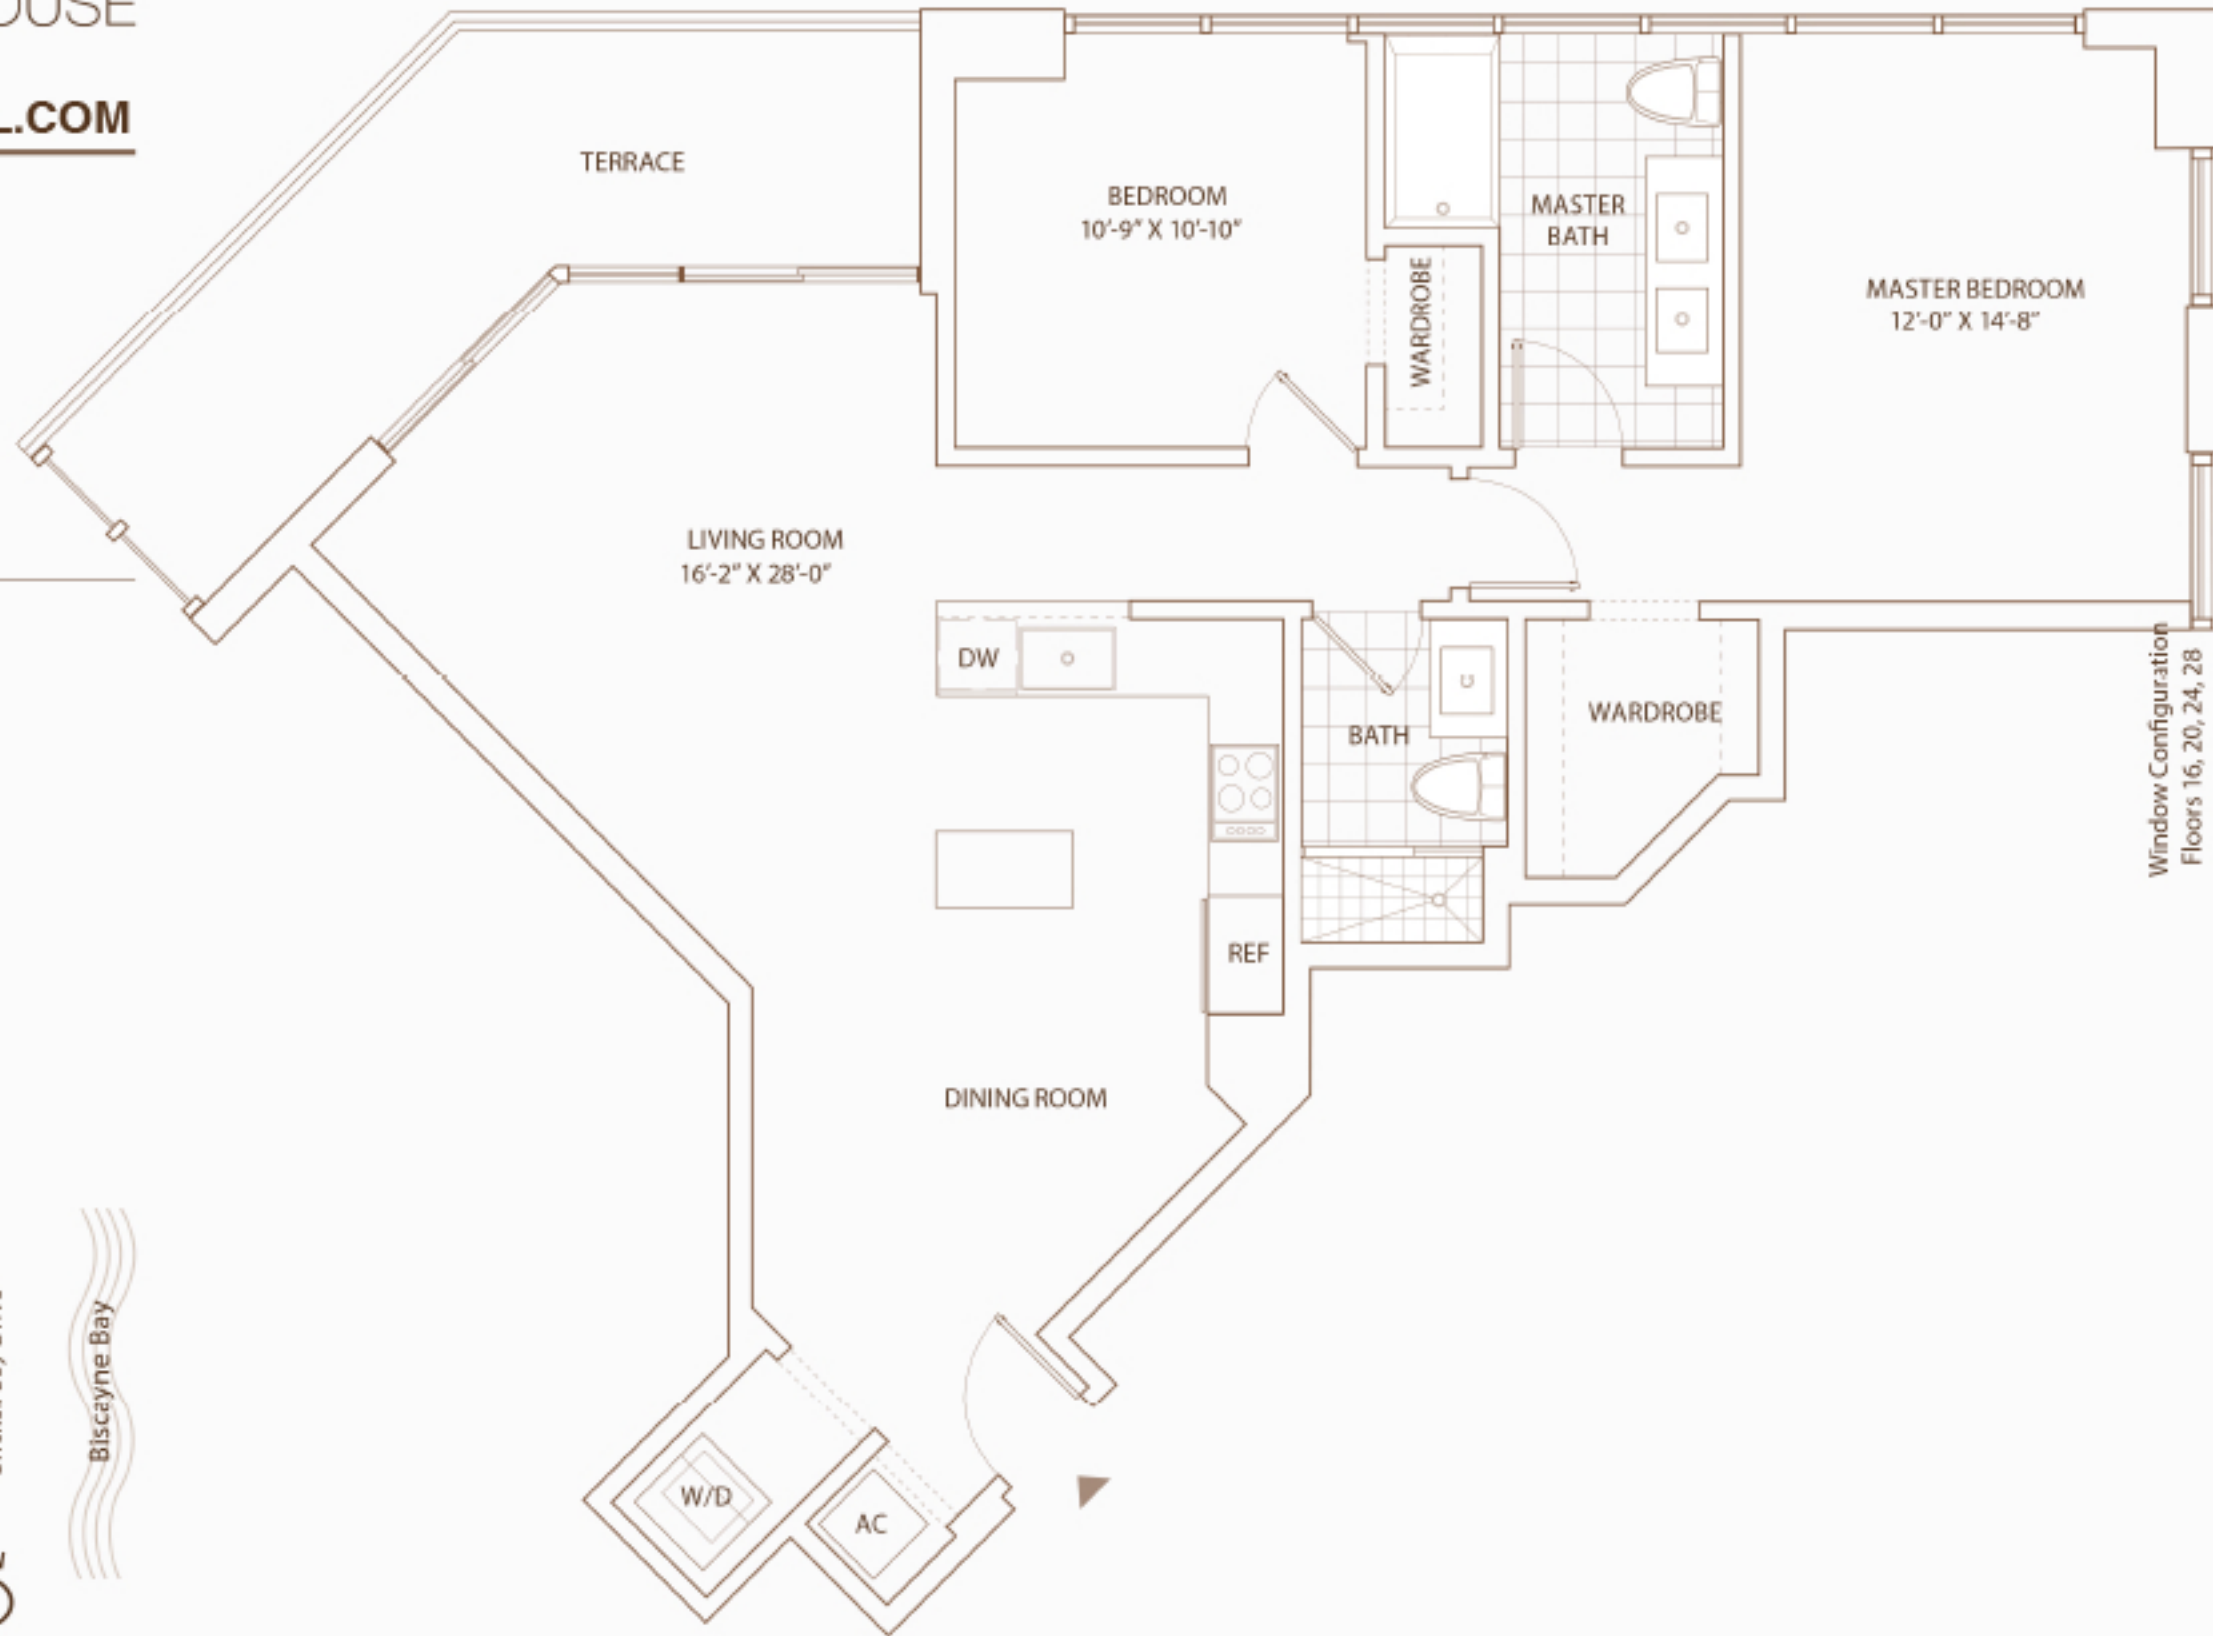 L.COM
TERRACE
BEDROOM
10'-9" X 10'-10"
WARDROBE
MASTER
BATH
MASTER BEDROOM
12'-0" X 14'-8"
LIVING ROOM
16'-2" X 28'-0"
DW
BATH
WARDROBE
Window Configuration
Floors 16, 20, 24, 28
REF
DINING ROOM
Biscayne Bay
W/D
AC